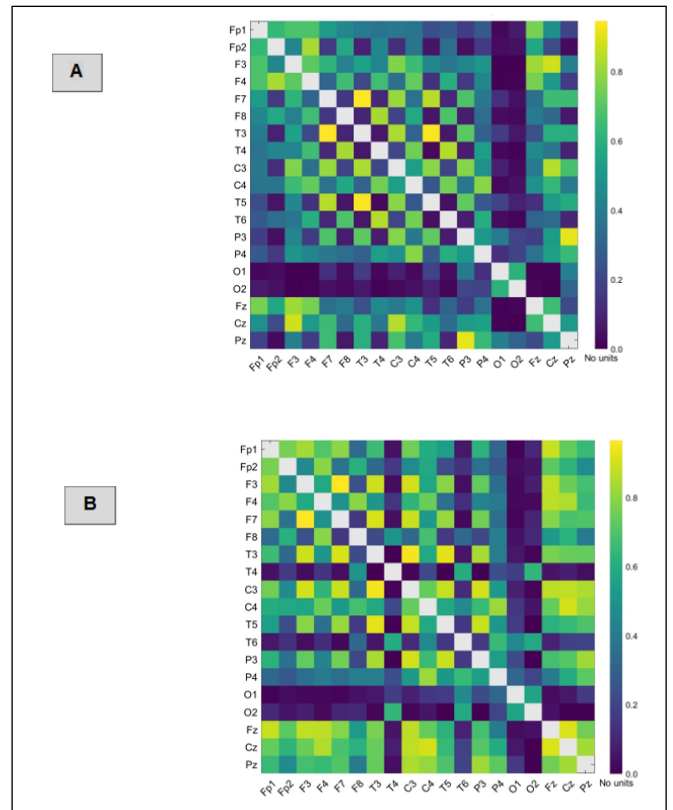 A
Fp1
Fp2
F3
F4
F7
F8
T3
T4
C3
C4
T5
T6
P3
P4
O1
O2
Fz
Cz
Pz
Fp1 Fp2 F3 F4 F7 F8 T3 T4 C3 C4 T5 T6 P3 P4 O1 O2 Fz Cz Pz
0.8
0.6
0.4
0.2
0.0
No units
B
Fp1
Fp2
F3
F4
F7
F8
T3
T4
C3
C4
T5
T6
P3
P4
O1
O2
Fz
Cz
Pz
Fp1 Fp2 F3 F4 F7 F8 T3 T4 C3 C4 T5 T6 P3 P4 O1 O2 Fz Cz Pz
0.8
0.6
0.4
0.2
0.0
No units